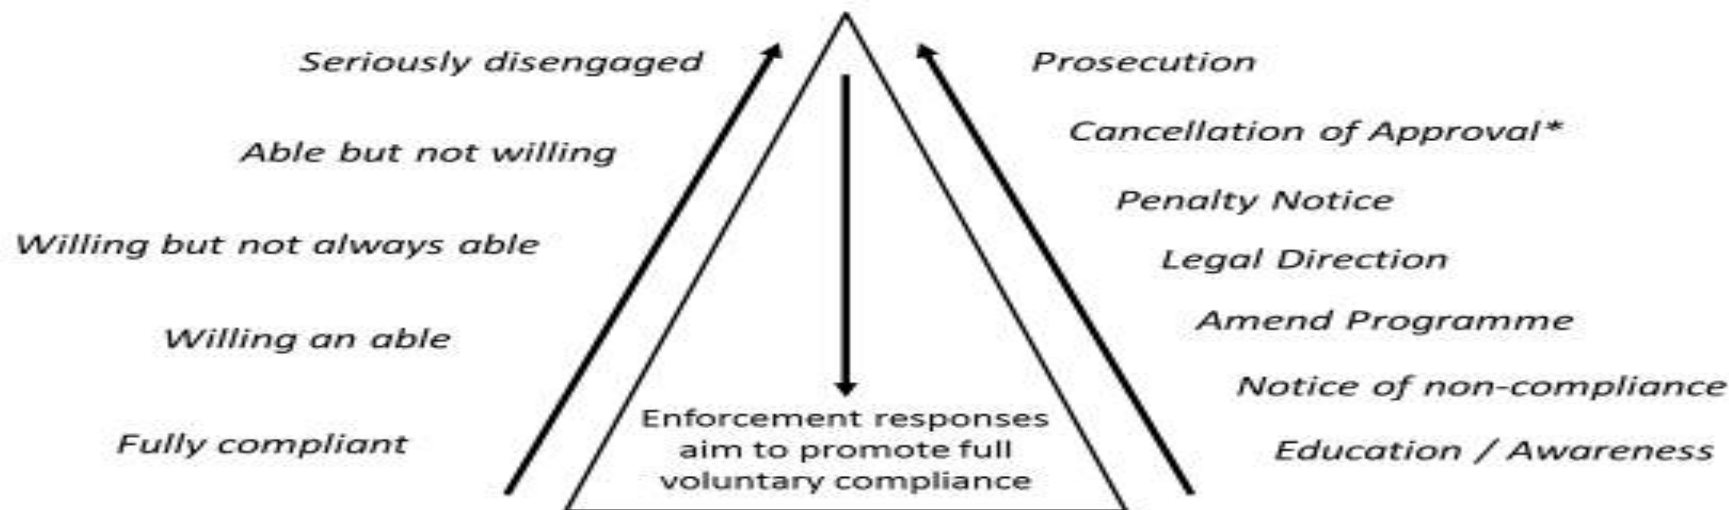 Seriously disengaged
Able but not willing
Willing but not always able
Willing an able
Fully compliant
Enforcement responses
aim to promote full
voluntary compliance
Prosecution
Cancellation of Approval*
Penalty Notice
Legal Direction
Amend Programme
Notice of non-compliance
Education / Awareness